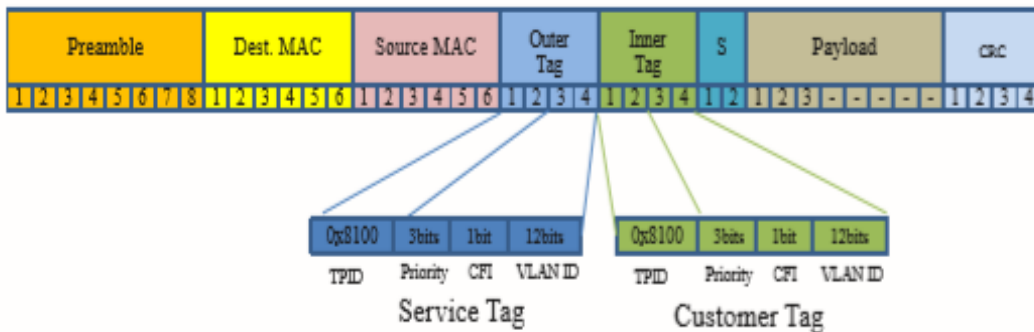 Preamble Dest. MAC Source MAC Outer Tag Inner Tag S Payload CRC
1 2 3 4 5 6 7 8 1 2 3 4 5 6 1 2 3 4 5 6 1 2 3 4 1 2 3 4 1 2 1 2 3 - - - - - 1 2 3 4
0x8100 3bits 1bit 12bits 0x8100 3bits 1bit 12bits
TPID Priority CFI VLAN ID TPID Priority CFI VLAN ID
Service Tag Customer Tag